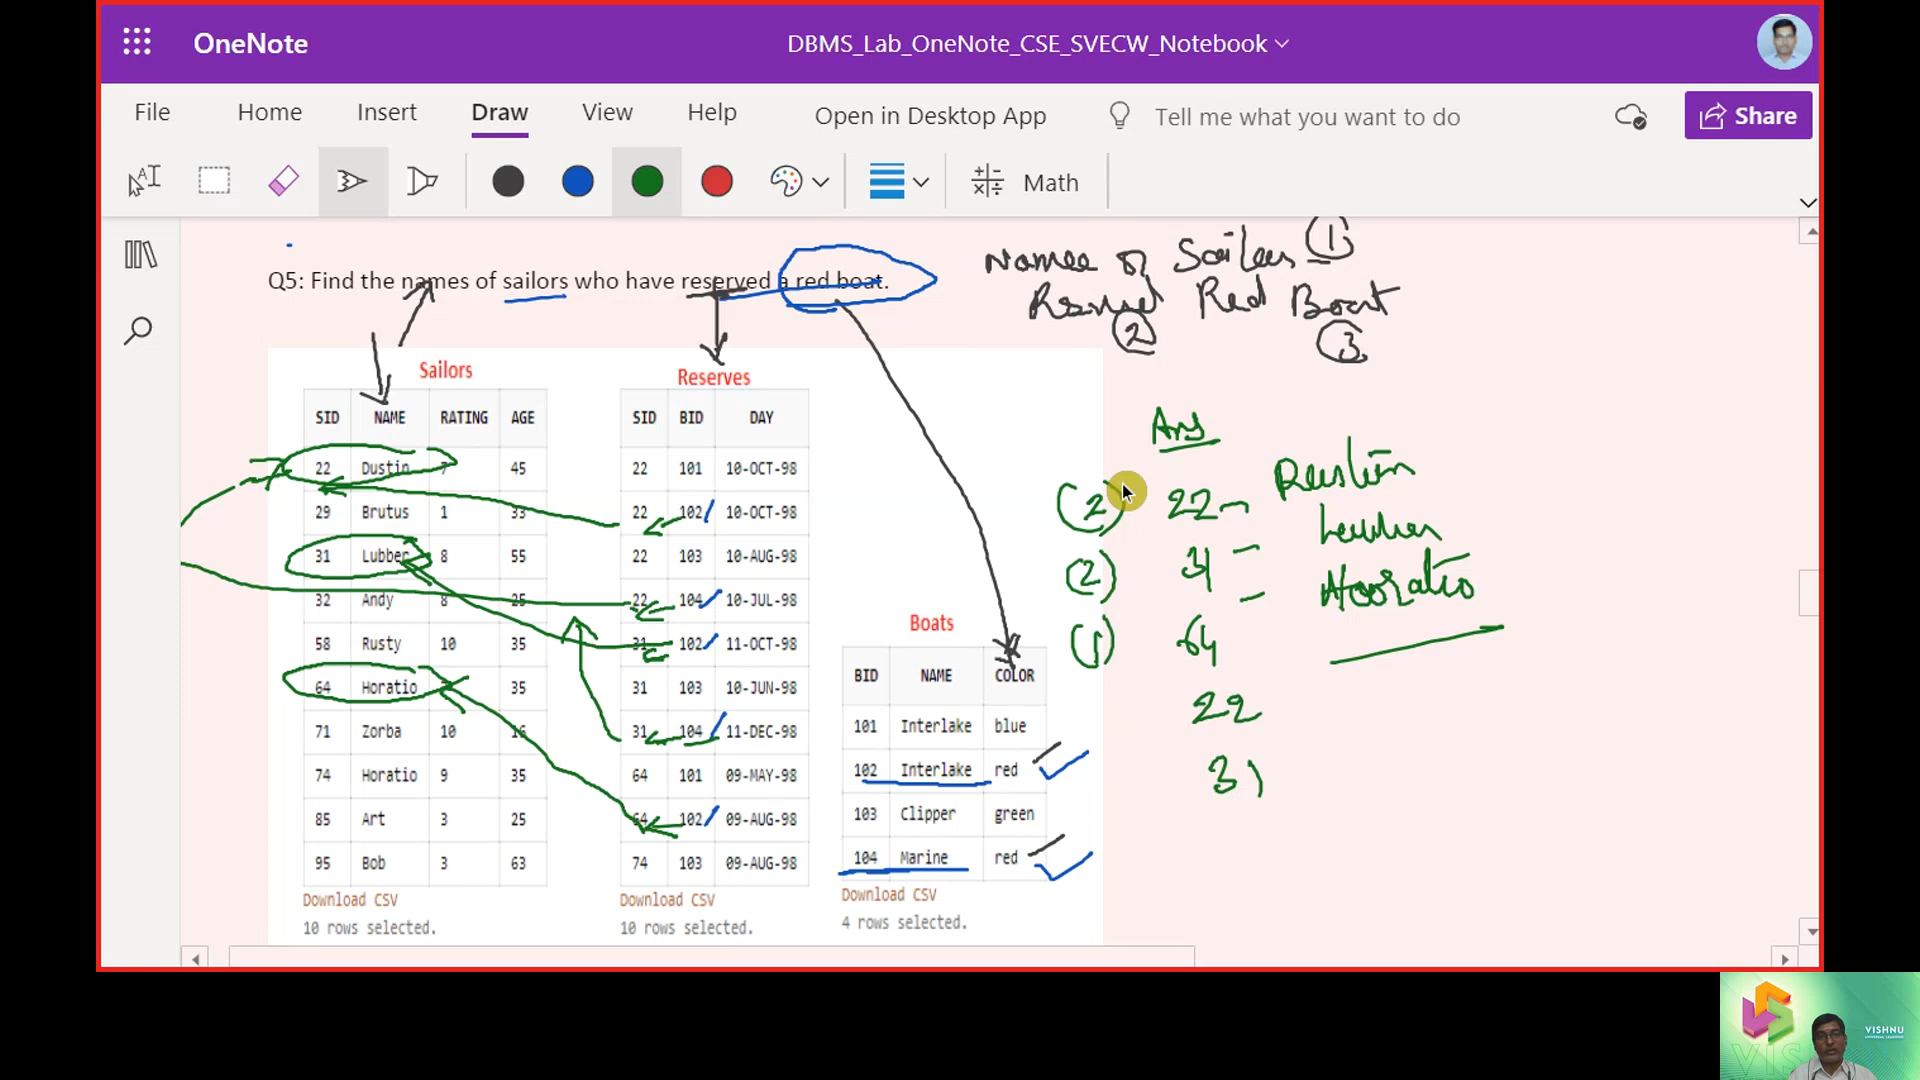 OneNote
DBMS_Lab_OneNote_CSE_SVECW_Notebook
File Home Insert Draw View Help Open in Desktop App Tell me what you want to do Share
Math
Q5: Find the names of sailors who have reserved a red boat.
Names of Sailors 1
Reserved Red Boat
2 3
Sailors
SID NAME RATING AGE
22 Dustin 7 45
29 Brutus 1 33
31 Lubber 8 55
32 Andy 8 25
58 Rusty 10 35
64 Horatio 35
71 Zorba 10 16
74 Horatio 9 35
85 Art 3 25
95 Bob 3 63
Download CSV
10 rows selected.
Reserves
SID BID DAY
22 101 10-OCT-98
22 102 10-OCT-98
22 103 10-AUG-98
22 104 10-JUL-98
31 102 11-OCT-98
31 103 10-JUN-98
31 104 11-DEC-98
64 101 09-MAY-98
64 102 09-AUG-98
74 103 09-AUG-98
Download CSV
10 rows selected.
Boats
BID NAME COLOR
101 Interlake blue
102 Interlake red
103 Clipper green
104 Marine red
Download CSV
4 rows selected.
Ans
(2) 22 - Dustin
Lubber
(2) 31 =
Horatio
(1) 64
22
31
VISHNU
UNIVERSAL LEARNING